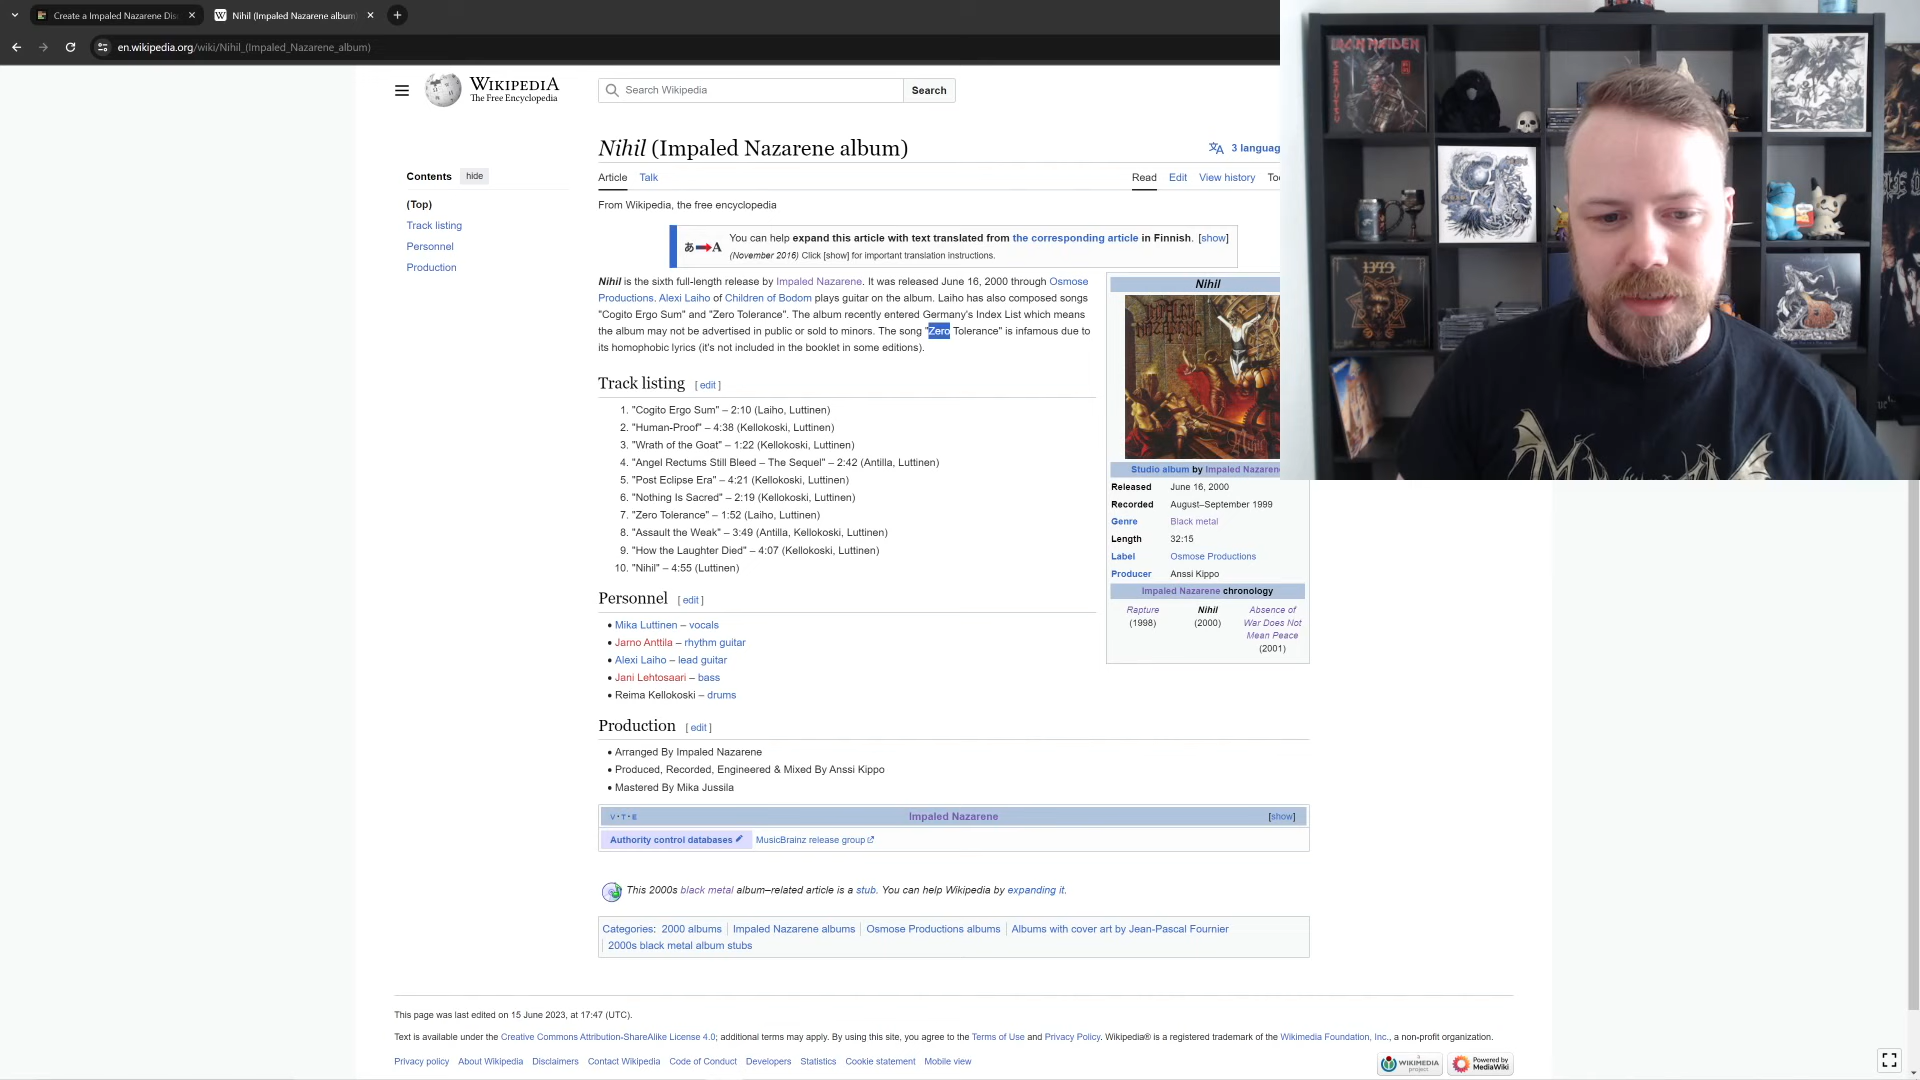 Create a Impaled Nazarene Dis
Nihil (Impaled Nazarene album)
en.wikipedia.org/wiki/Nihil_(Impaled_Nazarene_album)
WIKIPEDIA
The Free Encyclopedia
Search Wikipedia
Search
Nihil (Impaled Nazarene album)
3 languag
Contents hide
Article Talk
Read Edit View history Too
(Top)
Track listing
Personnel
Production
From Wikipedia, the free encyclopedia
You can help expand this article with text translated from the corresponding article in Finnish. [show]
(November 2016) Click [show] for important translation instructions.
Nihil is the sixth full-length release by Impaled Nazarene. It was released June 16, 2000 through Osmose
Productions. Alexi Laiho of Children of Bodom plays guitar on the album. Laiho has also composed songs
"Cogito Ergo Sum" and "Zero Tolerance". The album recently entered Germany's Index List which means
the album may not be advertised in public or sold to minors. The song "Zero Tolerance" is infamous due to
its homophobic lyrics (it's not included in the booklet in some editions).
Track listing [ edit ]
1. "Cogito Ergo Sum" – 2:10 (Laiho, Luttinen)
2. "Human-Proof" – 4:38 (Kellokoski, Luttinen)
3. "Wrath of the Goat" – 1:22 (Kellokoski, Luttinen)
4. "Angel Rectums Still Bleed – The Sequel" – 2:42 (Antilla, Luttinen)
5. "Post Eclipse Era" – 4:21 (Kellokoski, Luttinen)
6. "Nothing Is Sacred" – 2:19 (Kellokoski, Luttinen)
7. "Zero Tolerance" – 1:52 (Laiho, Luttinen)
8. "Assault the Weak" – 3:49 (Antilla, Kellokoski, Luttinen)
9. "How the Laughter Died" – 4:07 (Kellokoski, Luttinen)
10. "Nihil" – 4:55 (Luttinen)
Personnel [ edit ]
Mika Luttinen – vocals
Jarno Anttila – rhythm guitar
Alexi Laiho – lead guitar
Jani Lehtosaari – bass
Reima Kellokoski – drums
Production [ edit ]
Arranged By Impaled Nazarene
Produced, Recorded, Engineered & Mixed By Anssi Kippo
Mastered By Mika Jussila
Nihil
IMPALED
NAZARENE
Studio album by Impaled Nazaren
Released June 16, 2000
Recorded August–September 1999
Genre Black metal
Length 32:15
Label Osmose Productions
Producer Anssi Kippo
Impaled Nazarene chronology
Rapture
(1998)
Nihil
(2000)
Absence of
War Does Not
Mean Peace
(2001)
V·T·E Impaled Nazarene [show]
Authority control databases MusicBrainz release group
This 2000s black metal album–related article is a stub. You can help Wikipedia by expanding it.
Categories: 2000 albums Impaled Nazarene albums Osmose Productions albums Albums with cover art by Jean-Pascal Fournier
2000s black metal album stubs
This page was last edited on 15 June 2023, at 17:47 (UTC).
Text is available under the Creative Commons Attribution-ShareAlike License 4.0; additional terms may apply. By using this site, you agree to the Terms of Use and Privacy Policy. Wikipedia® is a registered trademark of the Wikimedia Foundation, Inc., a non-profit organization.
Privacy policy About Wikipedia Disclaimers Contact Wikipedia Code of Conduct Developers Statistics Cookie statement Mobile view
WIKIMEDIA
project
Powered by
MediaWiki
IRON MAIDEN
1349